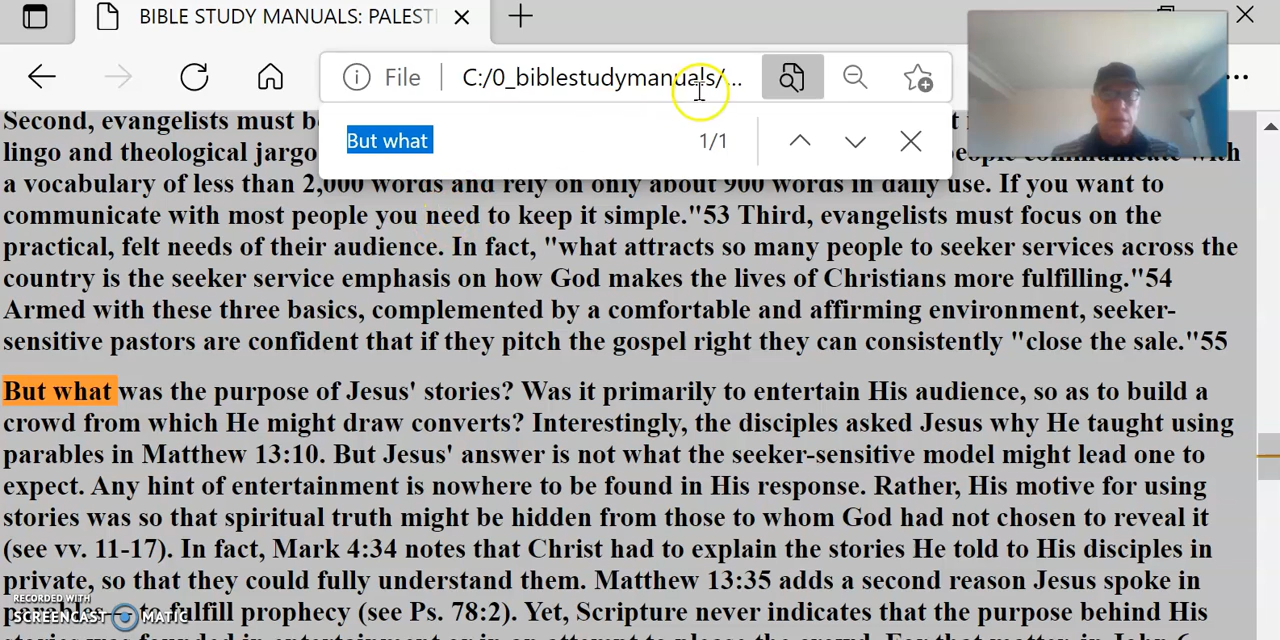 BIBLE STUDY MANUALS: PALEST
File
C:/0_biblestudymanuals/...
But what
1/1
Second, evangelists must b
lingo and theological jargo people communicate with
a vocabulary of less than 2,000 words and rely on only about 900 words in daily use. If you want to
communicate with most people you need to keep it simple."53 Third, evangelists must focus on the
practical, felt needs of their audience. In fact, "what attracts so many people to seeker services across the
country is the seeker service emphasis on how God makes the lives of Christians more fulfilling."54
Armed with these three basics, complemented by a comfortable and affirming environment, seeker-
sensitive pastors are confident that if they pitch the gospel right they can consistently "close the sale."55
But what was the purpose of Jesus' stories? Was it primarily to entertain His audience, so as to build a
crowd from which He might draw converts? Interestingly, the disciples asked Jesus why He taught using
parables in Matthew 13:10. But Jesus' answer is not what the seeker-sensitive model might lead one to
expect. Any hint of entertainment is nowhere to be found in His response. Rather, His motive for using
stories was so that spiritual truth might be hidden from those to whom God had not chosen to reveal it
(see vv. 11-17). In fact, Mark 4:34 notes that Christ had to explain the stories He told to His disciples in
private, so that they could fully understand them. Matthew 13:35 adds a second reason Jesus spoke in
to fulfill prophecy (see Ps. 78:2). Yet, Scripture never indicates that the purpose behind His
RECORDED WITH
SCREENCAST MATIC